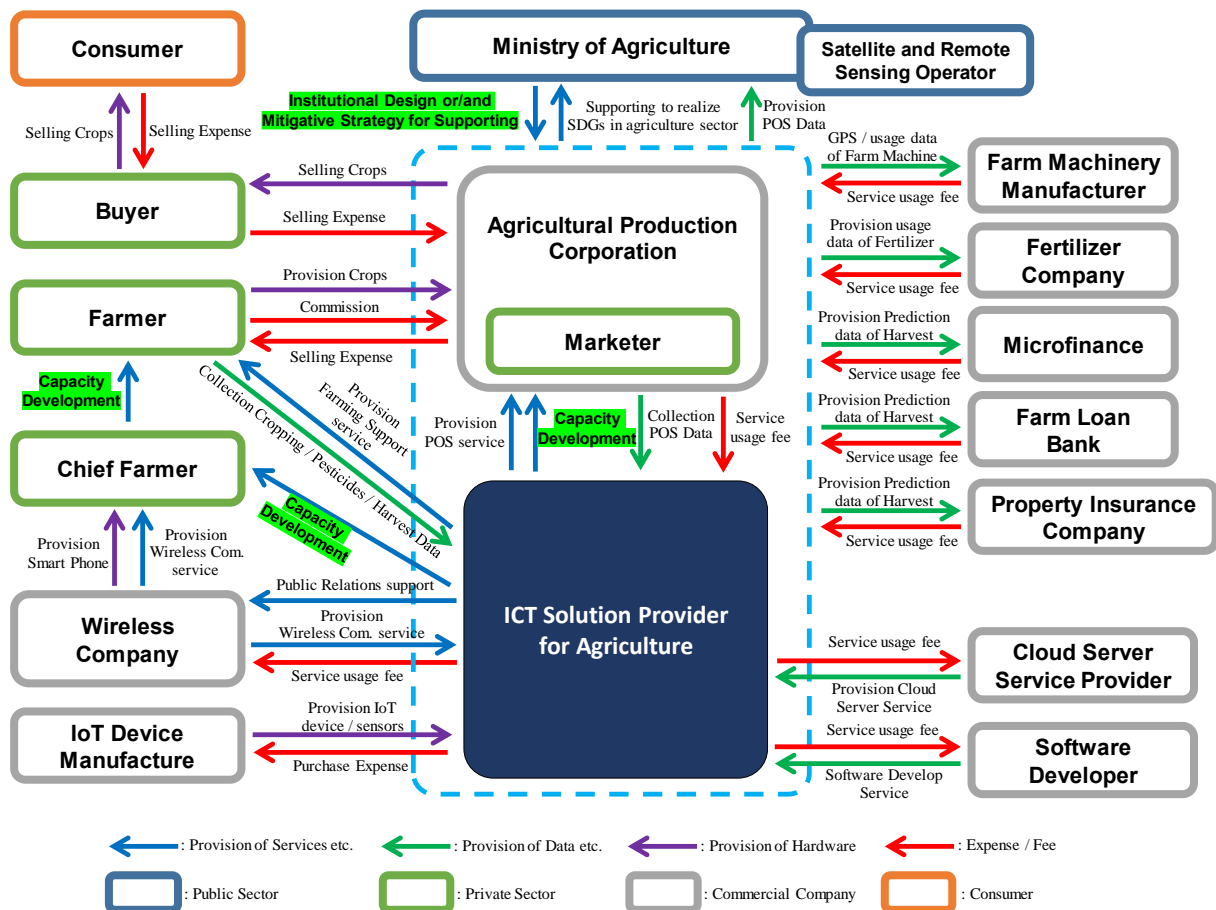 Consumer
Ministry of Agriculture
Satellite and Remote
Sensing Operator
Selling Crops
Selling Expense
Institutional Design or/and
Mitigative Strategy for Supporting
Supporting to realize
SDGs in agriculture sector
Provision
POS Data
Buyer
Selling Crops
Selling Expense
Agricultural Production
Corporation
GPS / usage data
of Farm Machine
Service usage fee
Farm Machinery
Manufacturer
Provision usage
data of Fertilizer
Service usage fee
Fertilizer
Company
Farmer
Provision Crops
Commission
Selling Expense
Marketer
Provision Prediction
data of Harvest
Service usage fee
Microfinance
Capacity
Development
Provision
Farming Support
service
Collection Cropping / Pesticides / Harvest Data
Provision
POS service
Capacity
Development
Collection
POS Data
Service
usage fee
Provision Prediction
data of Harvest
Service usage fee
Farm Loan
Bank
Chief Farmer
Capacity
Development
Provision Prediction
data of Harvest
Service usage fee
Property Insurance
Company
Provision
Smart Phone
Provision
Wireless Com.
service
Public Relations support
Wireless
Company
Provision
Wireless Com. service
Service usage fee
ICT Solution Provider
for Agriculture
Service usage fee
Provision Cloud
Server Service
Cloud Server
Service Provider
IoT Device
Manufacture
Provision IoT
device / sensors
Purchase Expense
Service usage fee
Software Develop
Service
Software
Developer
: Provision of Services etc.
: Provision of Data etc.
: Provision of Hardware
: Expense / Fee
: Public Sector
: Private Sector
: Commercial Company
: Consumer